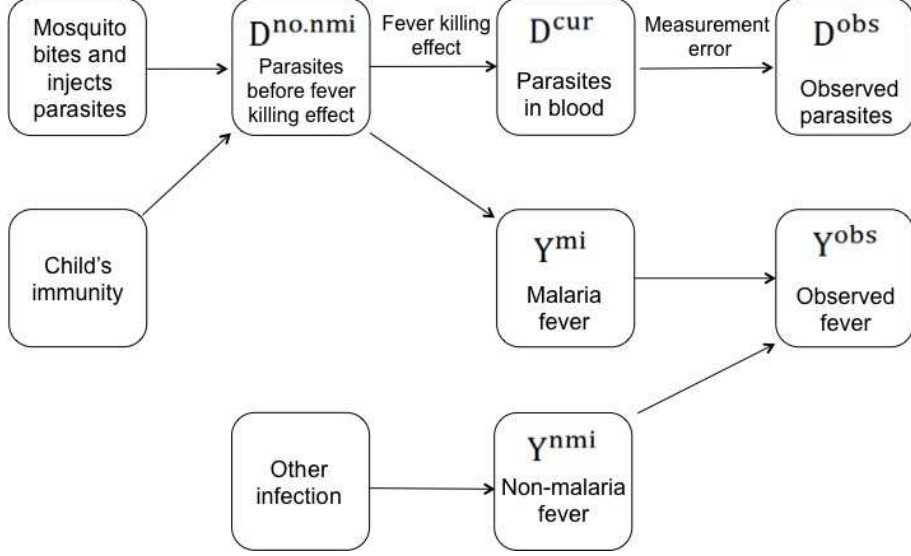 Mosquito
bites and
injects
parasites
D^no.nmi
Parasites
before fever
killing effect
Fever killing
effect
D^cur
Parasites
in blood
Measurement
error
D^obs
Observed
parasites
Child's
immunity
Y^mi
Malaria
fever
Y^obs
Observed
fever
Other
infection
Y^nmi
Non-malaria
fever